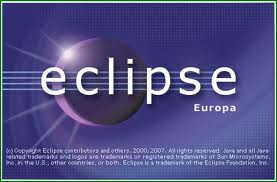 eclipse
Europa
(c) Copyright Eclipse contributors and others. 2000, 2007. All rights reserved. Java and all Java-
related trademarks and logos are trademarks or registered trademarks of Sun Microsystems,
Inc. in the U.S., other countries, or both. Eclipse is a trademark of the Eclipse Foundation, Inc.